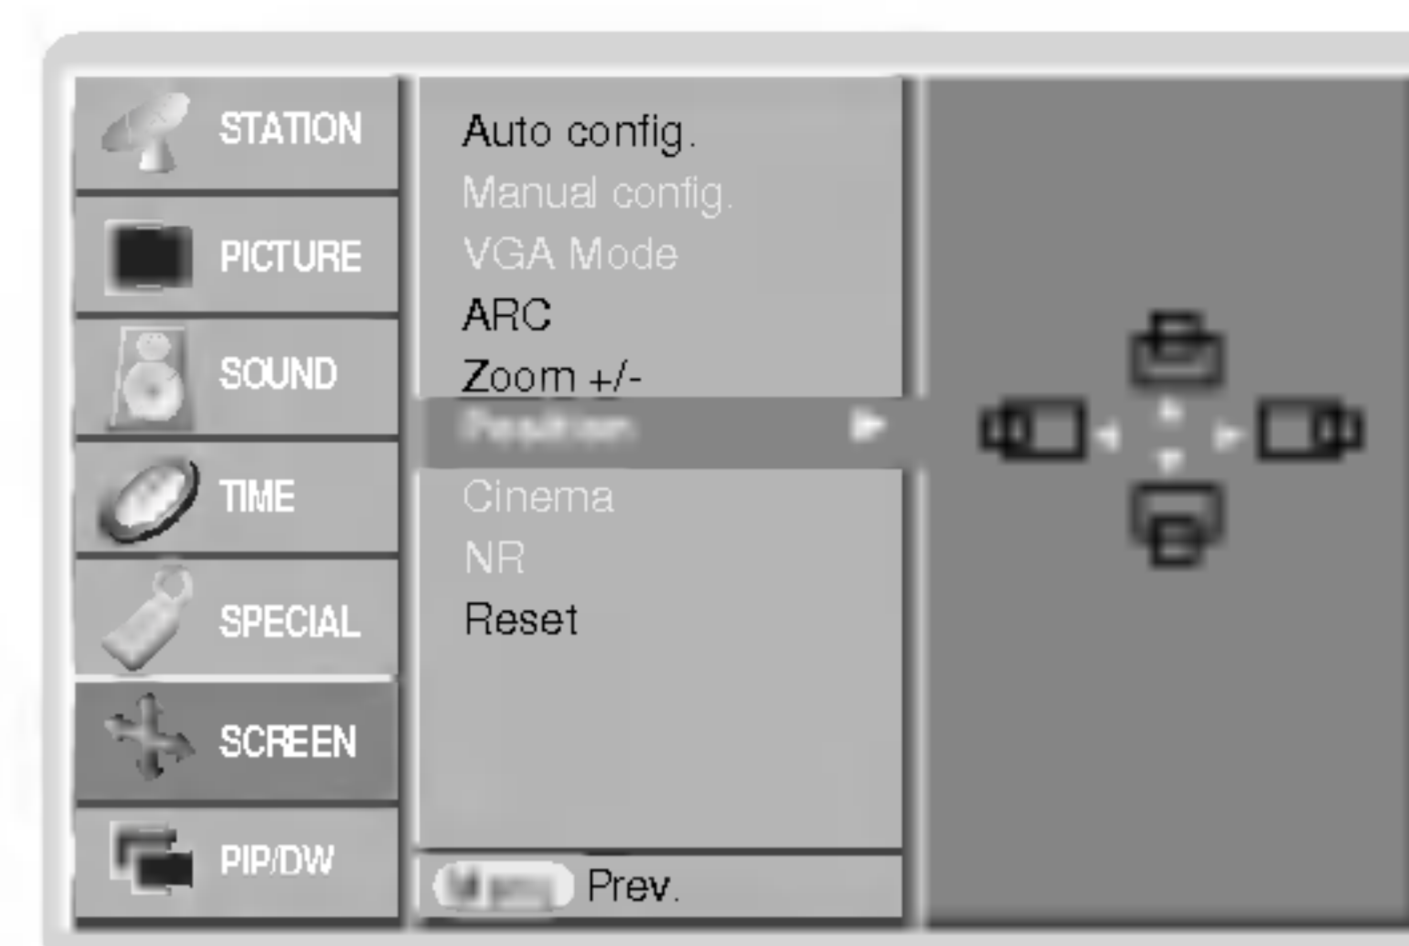 STATION
PICTURE
SOUND
TIME
SPECIAL
SCREEN
PIP/DW
Auto config.
Manual config.
VGA Mode
ARC
Zoom +/-
Position
Cinema
NR
Reset
Prev.